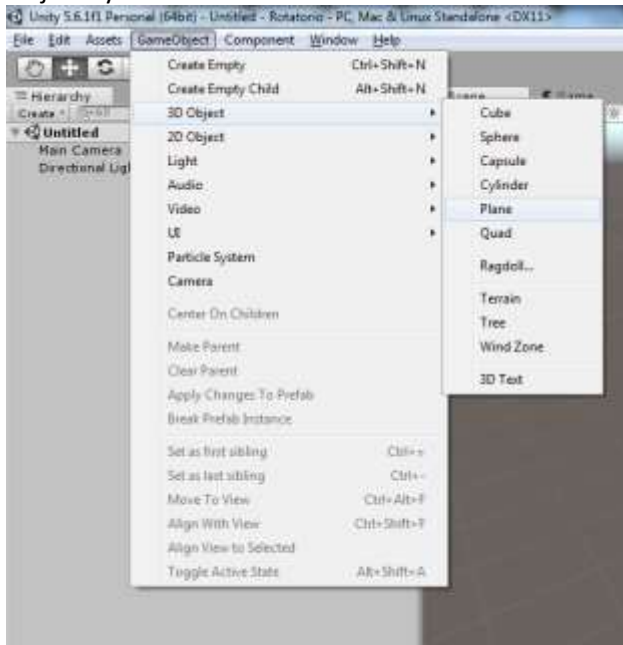 Unity 5.6.1f1 Personal (64bit) - Untitled - Rotatorio - PC, Mac & Linux Standalone <DX11>
File Edit Assets GameObject Component Window Help
Create Empty Ctrl+Shift+N
Create Empty Child Alt+Shift+N
Hierarchy
3D Object
Cube
Create
Untitled
2D Object
Sphere
Main Camera
Light
Capsule
Directional Ligh
Audio
Cylinder
Video
Plane
UI
Quad
Particle System
Ragdoll...
Camera
Center On Children
Terrain
Tree
Make Parent
Wind Zone
Clear Parent
3D Text
Apply Changes To Prefab
Break Prefab Instance
Set as first sibling Ctrl+=
Set as last sibling Ctrl+-
Move To View Ctrl+Alt+F
Align With View Ctrl+Shift+F
Align View to Selected
Toggle Active State Alt+Shift+A